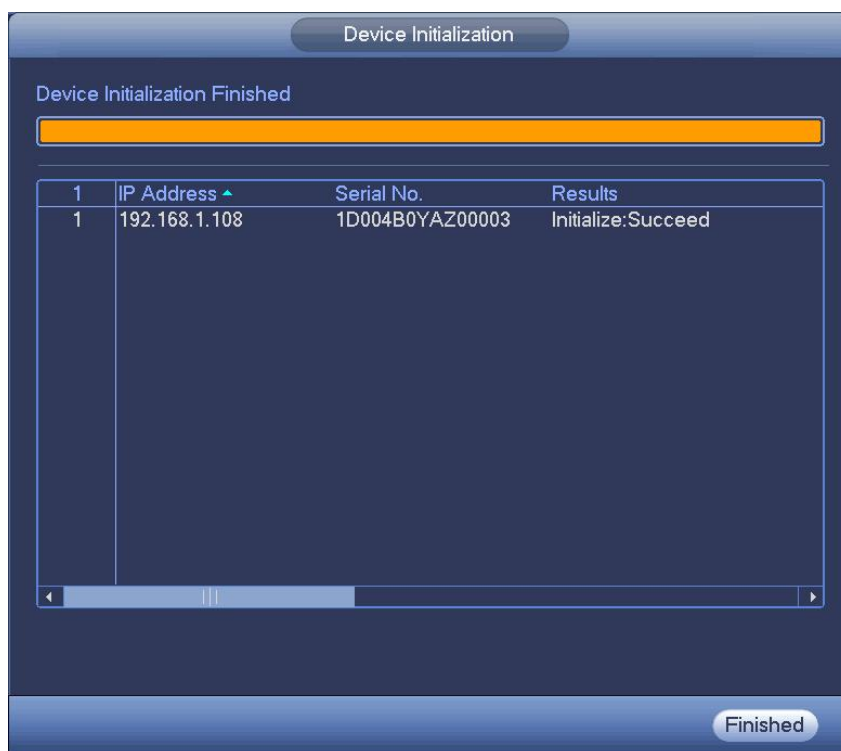 Device Initialization
Device Initialization Finished
1 IP Address Serial No. Results
1 192.168.1.108 1D004B0YAZ00003 Initialize:Succeed
Finished